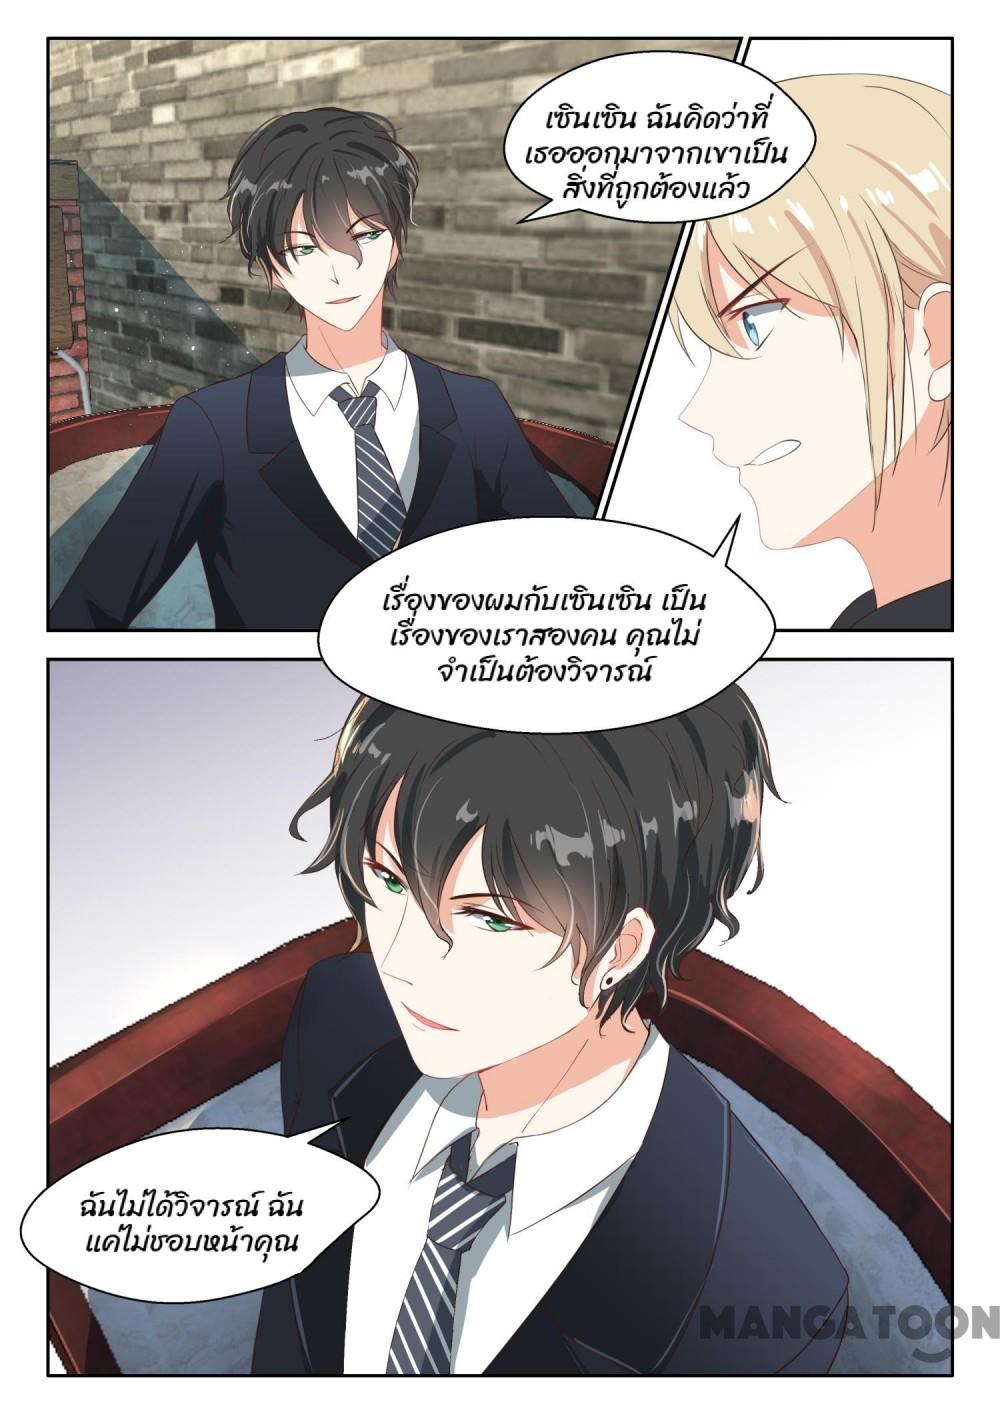 เซินเซิน ฉันคิดว่าที่
เธอออกมาจากเขาเป็น
สิ่งที่ถูกต้องแล้ว
เรื่องของผมกับเซินเซิน เป็น
เรื่องของเราสองคน คุณไม่
จำเป็นต้องวิจารณ์
ฉันไม่ได้วิจารณ์ ฉัน
แค่ไม่ชอบหน้าคุณ
MANGATOON